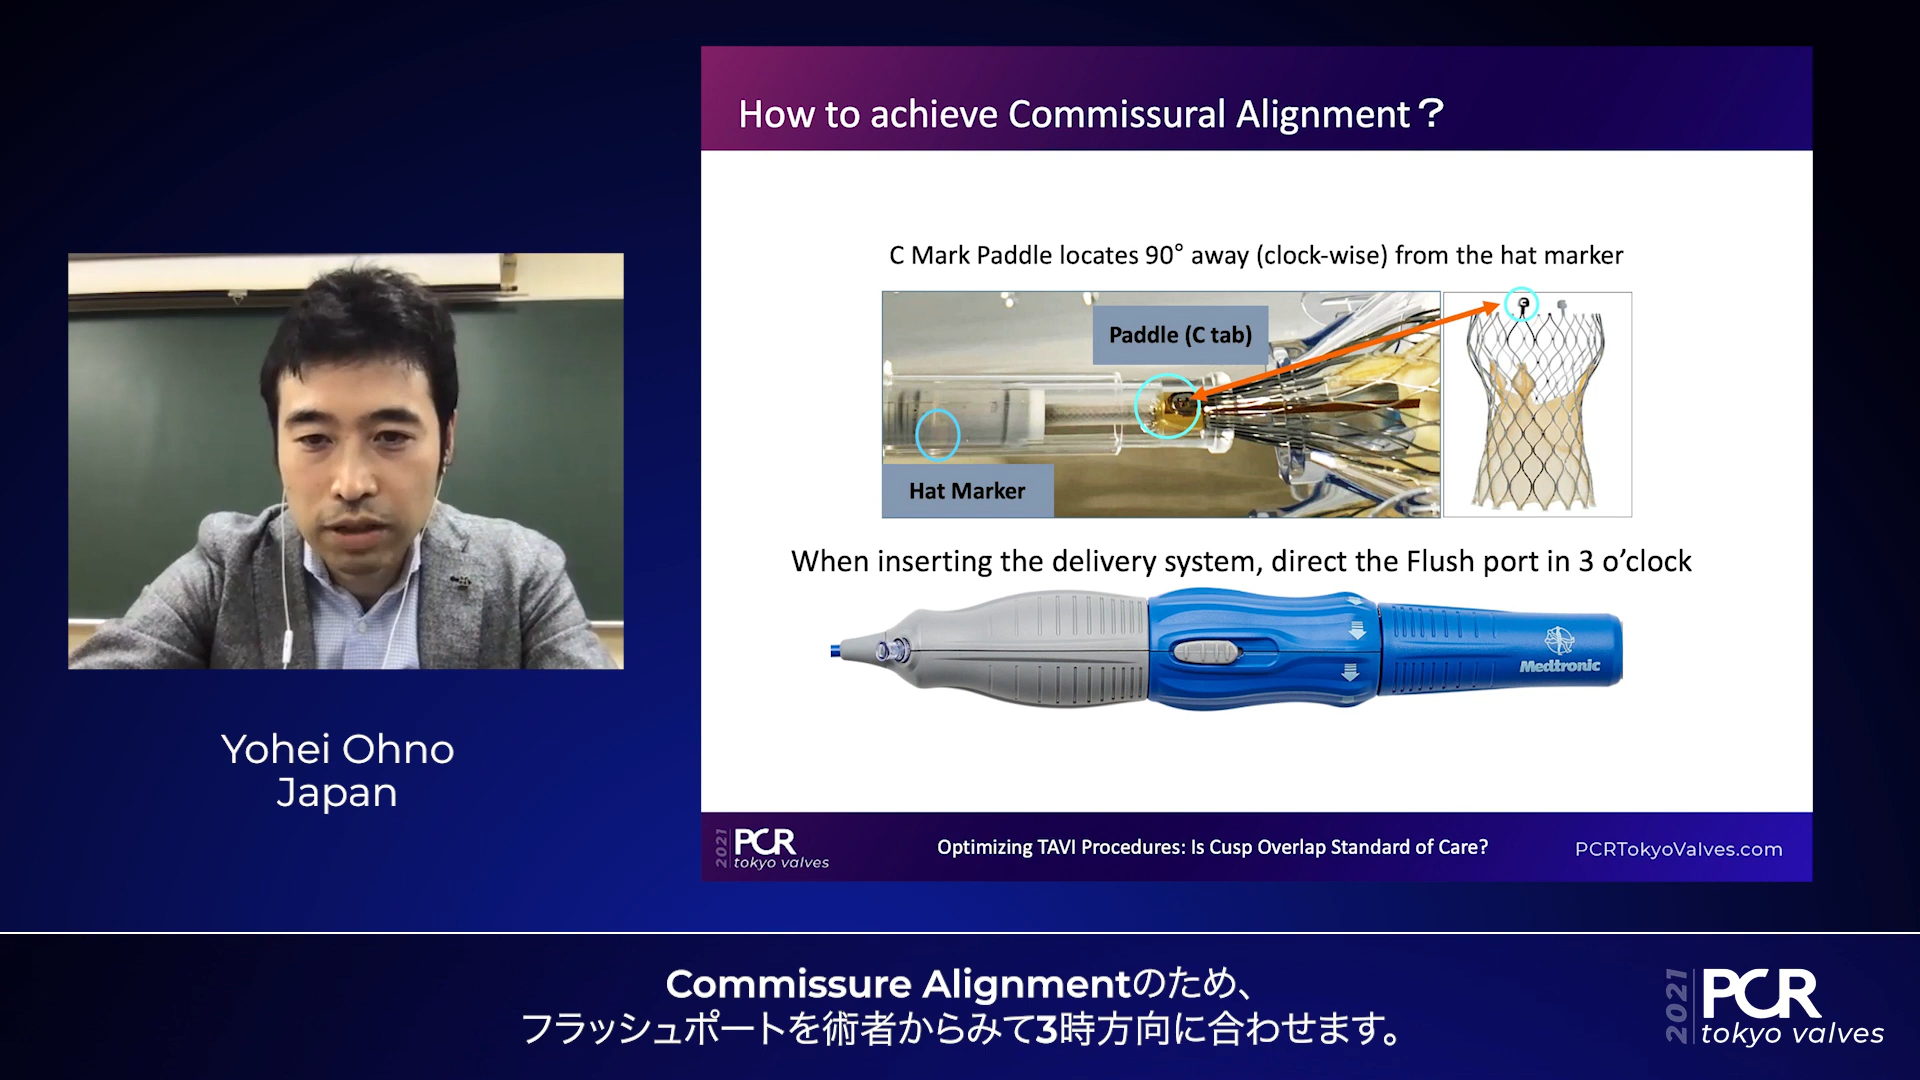 How to achieve Commissural Alignment？
C Mark Paddle locates 90° away (clock-wise) from the hat marker
Paddle (C tab)
Hat Marker
When inserting the delivery system, direct the Flush port in 3 o’clock
Medtronic
2021 PCR
tokyo valves
Optimizing TAVI Procedures: Is Cusp Overlap Standard of Care?
PCRTokyoValves.com
Yohei Ohno
Japan
Commissure Alignmentのため、
フラッシュポートを術者からみて3時方向に合わせます。
2021 PCR
tokyo valves